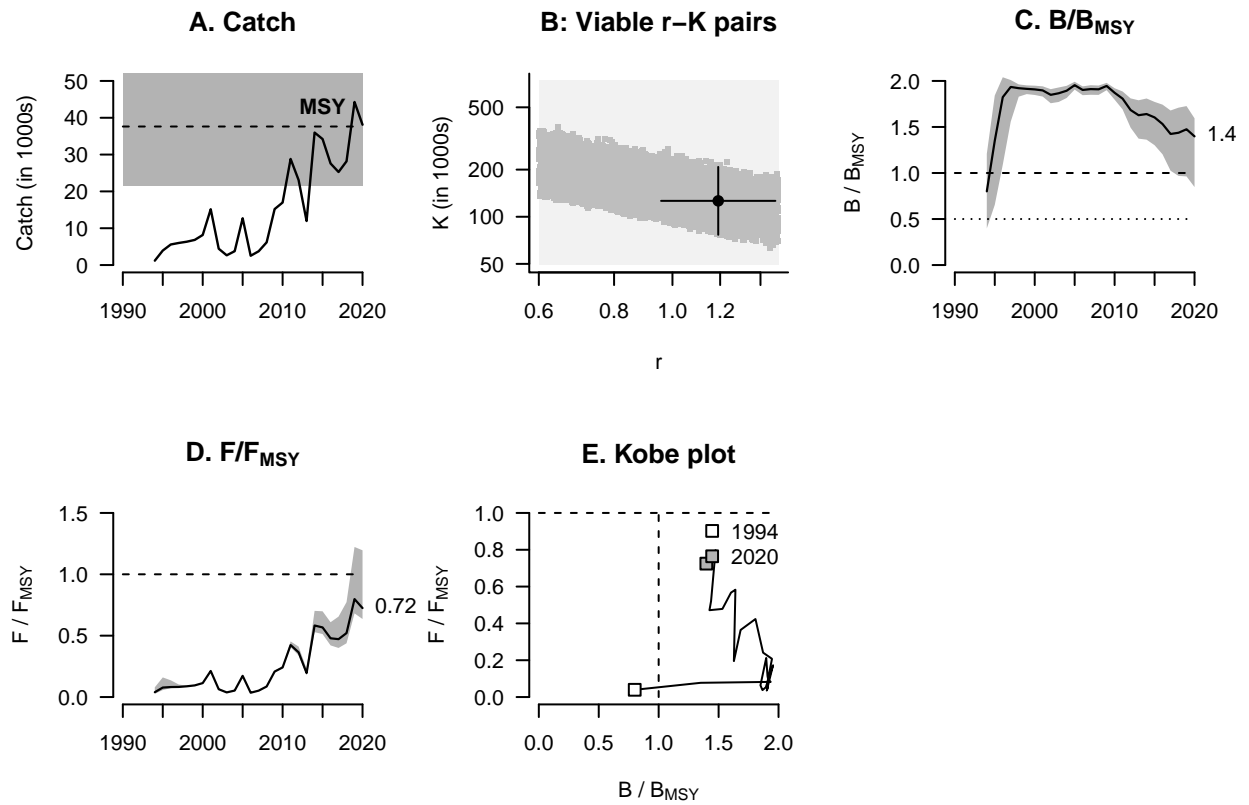 A. Catch
50
40
30
20
10
0
Catch (in 1000s)
MSY
1990 2000 2010 2020
B: Viable r−K pairs
500
200
100
50
K (in 1000s)
0.6 0.8 1.0 1.2
r
C. B/BMSY
2.0
1.5
1.0
0.5
0.0
B / BMSY
1.4
1990 2000 2010 2020
D. F/FMSY
1.5
1.0
0.5
0.0
F / FMSY
0.72
1990 2000 2010 2020
E. Kobe plot
1.0
0.8
0.6
0.4
0.2
0.0
F / FMSY
1994
2020
0.0 0.5 1.0 1.5 2.0
B / BMSY